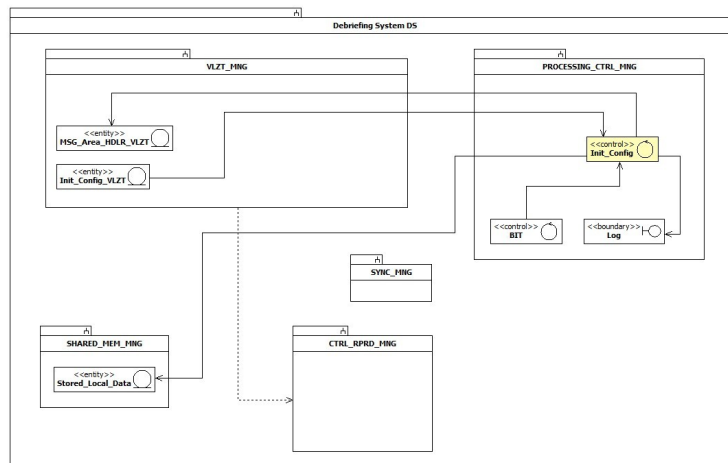 Debriefing System DS
VLZT_MNG
PROCESSING_CTRL_MNG
<<entity>>
MSG_Area_HDLR_VLZT
<<control>>
Init_Config
<<entity>>
Init_Config_VLZT
<<control>>
BIT
<<boundary>>
Log
SYNC_MNG
SHARED_MEM_MNG
CTRL_RPRD_MNG
<<entity>>
Stored_Local_Data